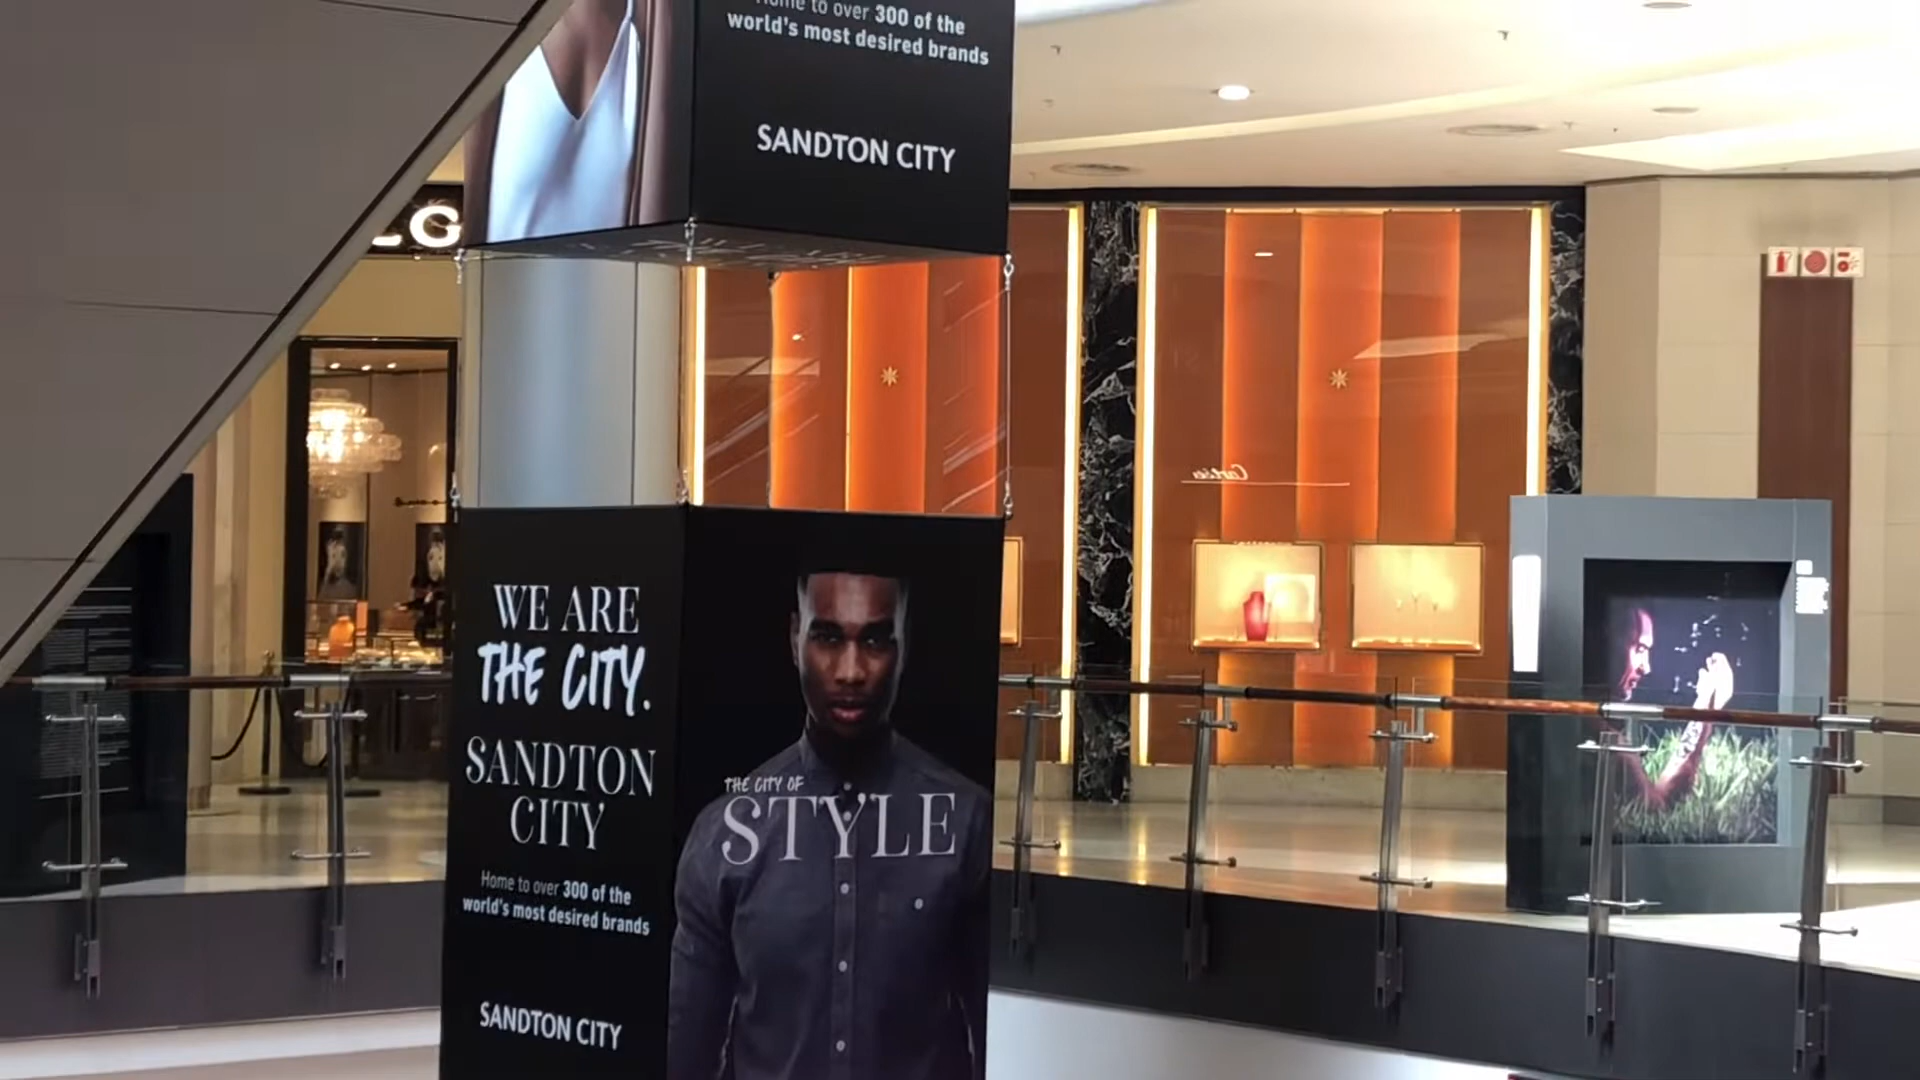 Home to over 300 of the
world's most desired brands
SANDTON CITY
LG
Cartier
WE ARE
THE CITY.
SANDTON
CITY
Home to over 300 of the
world's most desired brands
SANDTON CITY
THE CITY OF
STYLE